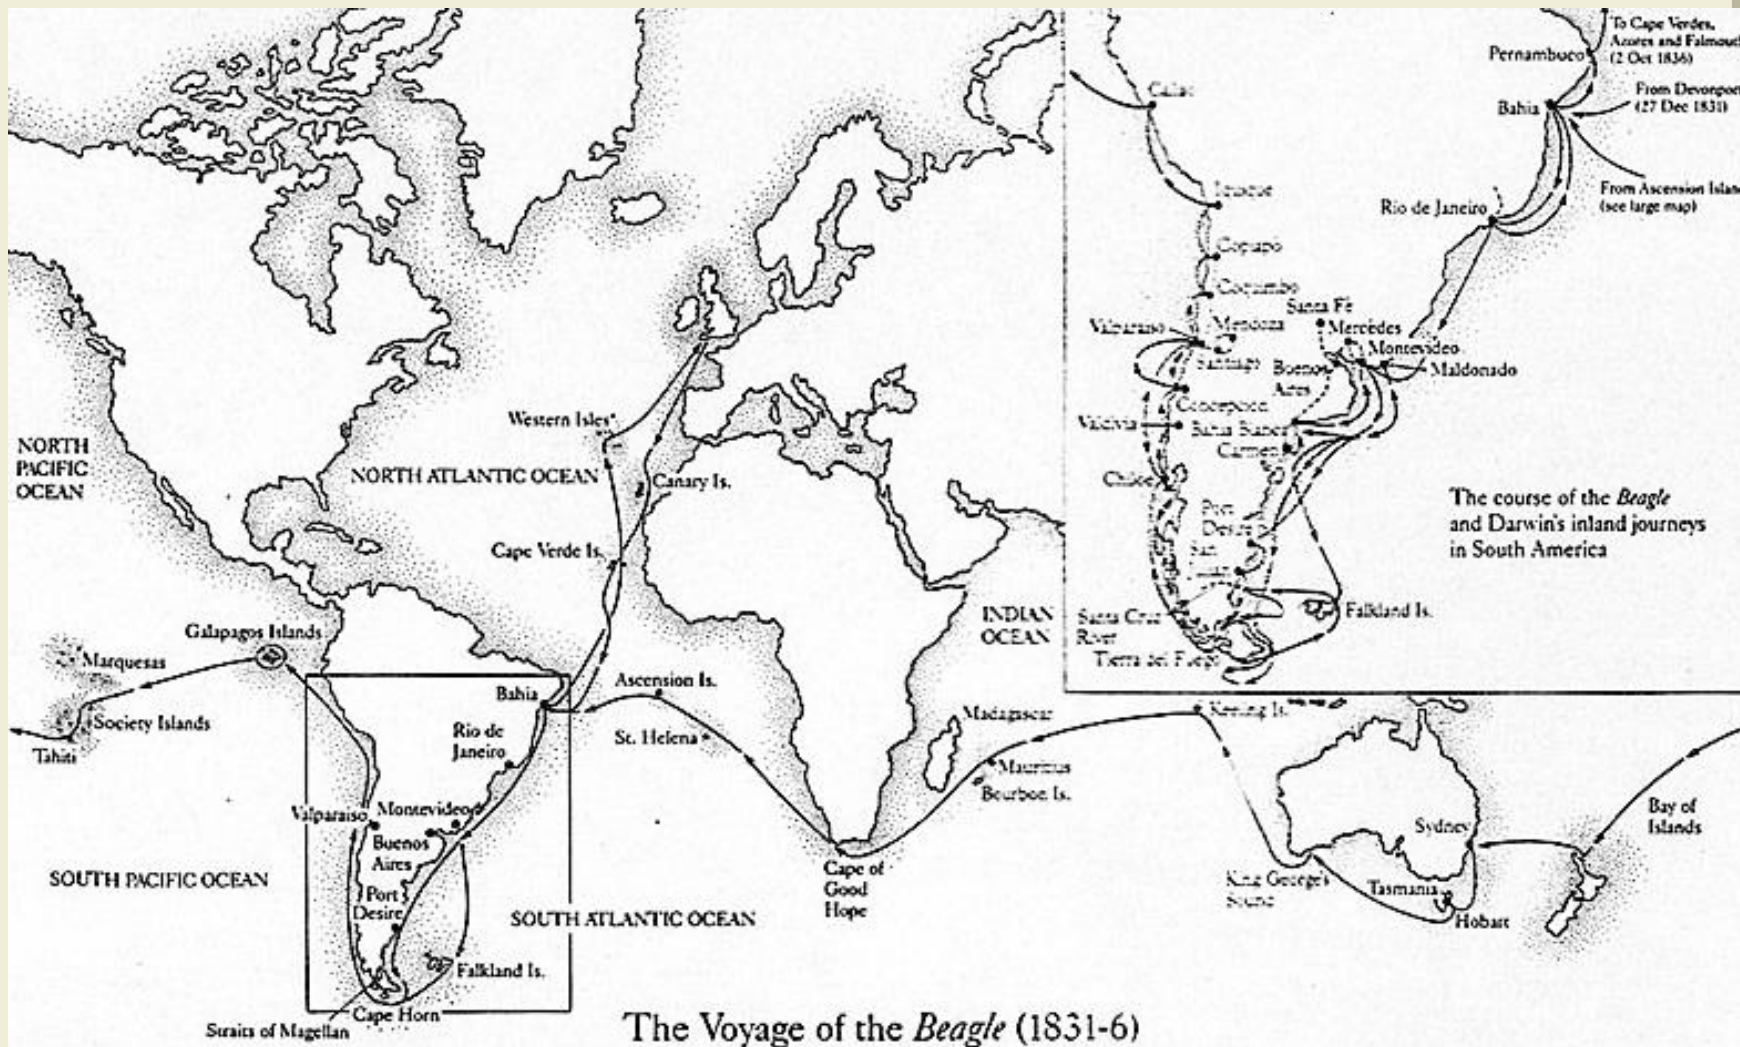 NORTH
PACIFIC
OCEAN
NORTH ATLANTIC OCEAN
Western Isles
Canary Is.
Cape Verde Is.
Galapagos Islands
Marquesas
Society Islands
Tahiti
Bahia
Rio de
Janeiro
Valparaiso
Montevideo
Buenos
Aires
Port
Desire
Falkland Is.
Cape Horn
Straits of Magellan
SOUTH PACIFIC OCEAN
SOUTH ATLANTIC OCEAN
Ascension Is.
St. Helena
Cape of
Good
Hope
Madagascar
Mauritius
Bourbon Is.
INDIAN
OCEAN
Keeling Is.
King George's
Sound
Sydney
Tasmania
Hobart
Bay of
Islands
To Cape Verdes,
Azores and Falmout
(2 Oct 1836)
Pernambuco
From Devonport
(27 Dec 1831)
Bahia
From Ascension Island
(see large map)
Rio de Janeiro
Callao
Iquique
Copiapó
Coquimbo
Santa Fé
Valparaiso
Mendoza
Mercedes
Santiago
Montevideo
Buenos
Aires
Maldonado
Concepcion
Valdivia
Bahia Blanca
Carmen
Chiloe
Port
Desire
San
Santa Cruz
River
Falkland Is.
Tierra del Fuego
The course of the Beagle
and Darwin's inland journeys
in South America
The Voyage of the Beagle (1831-6)